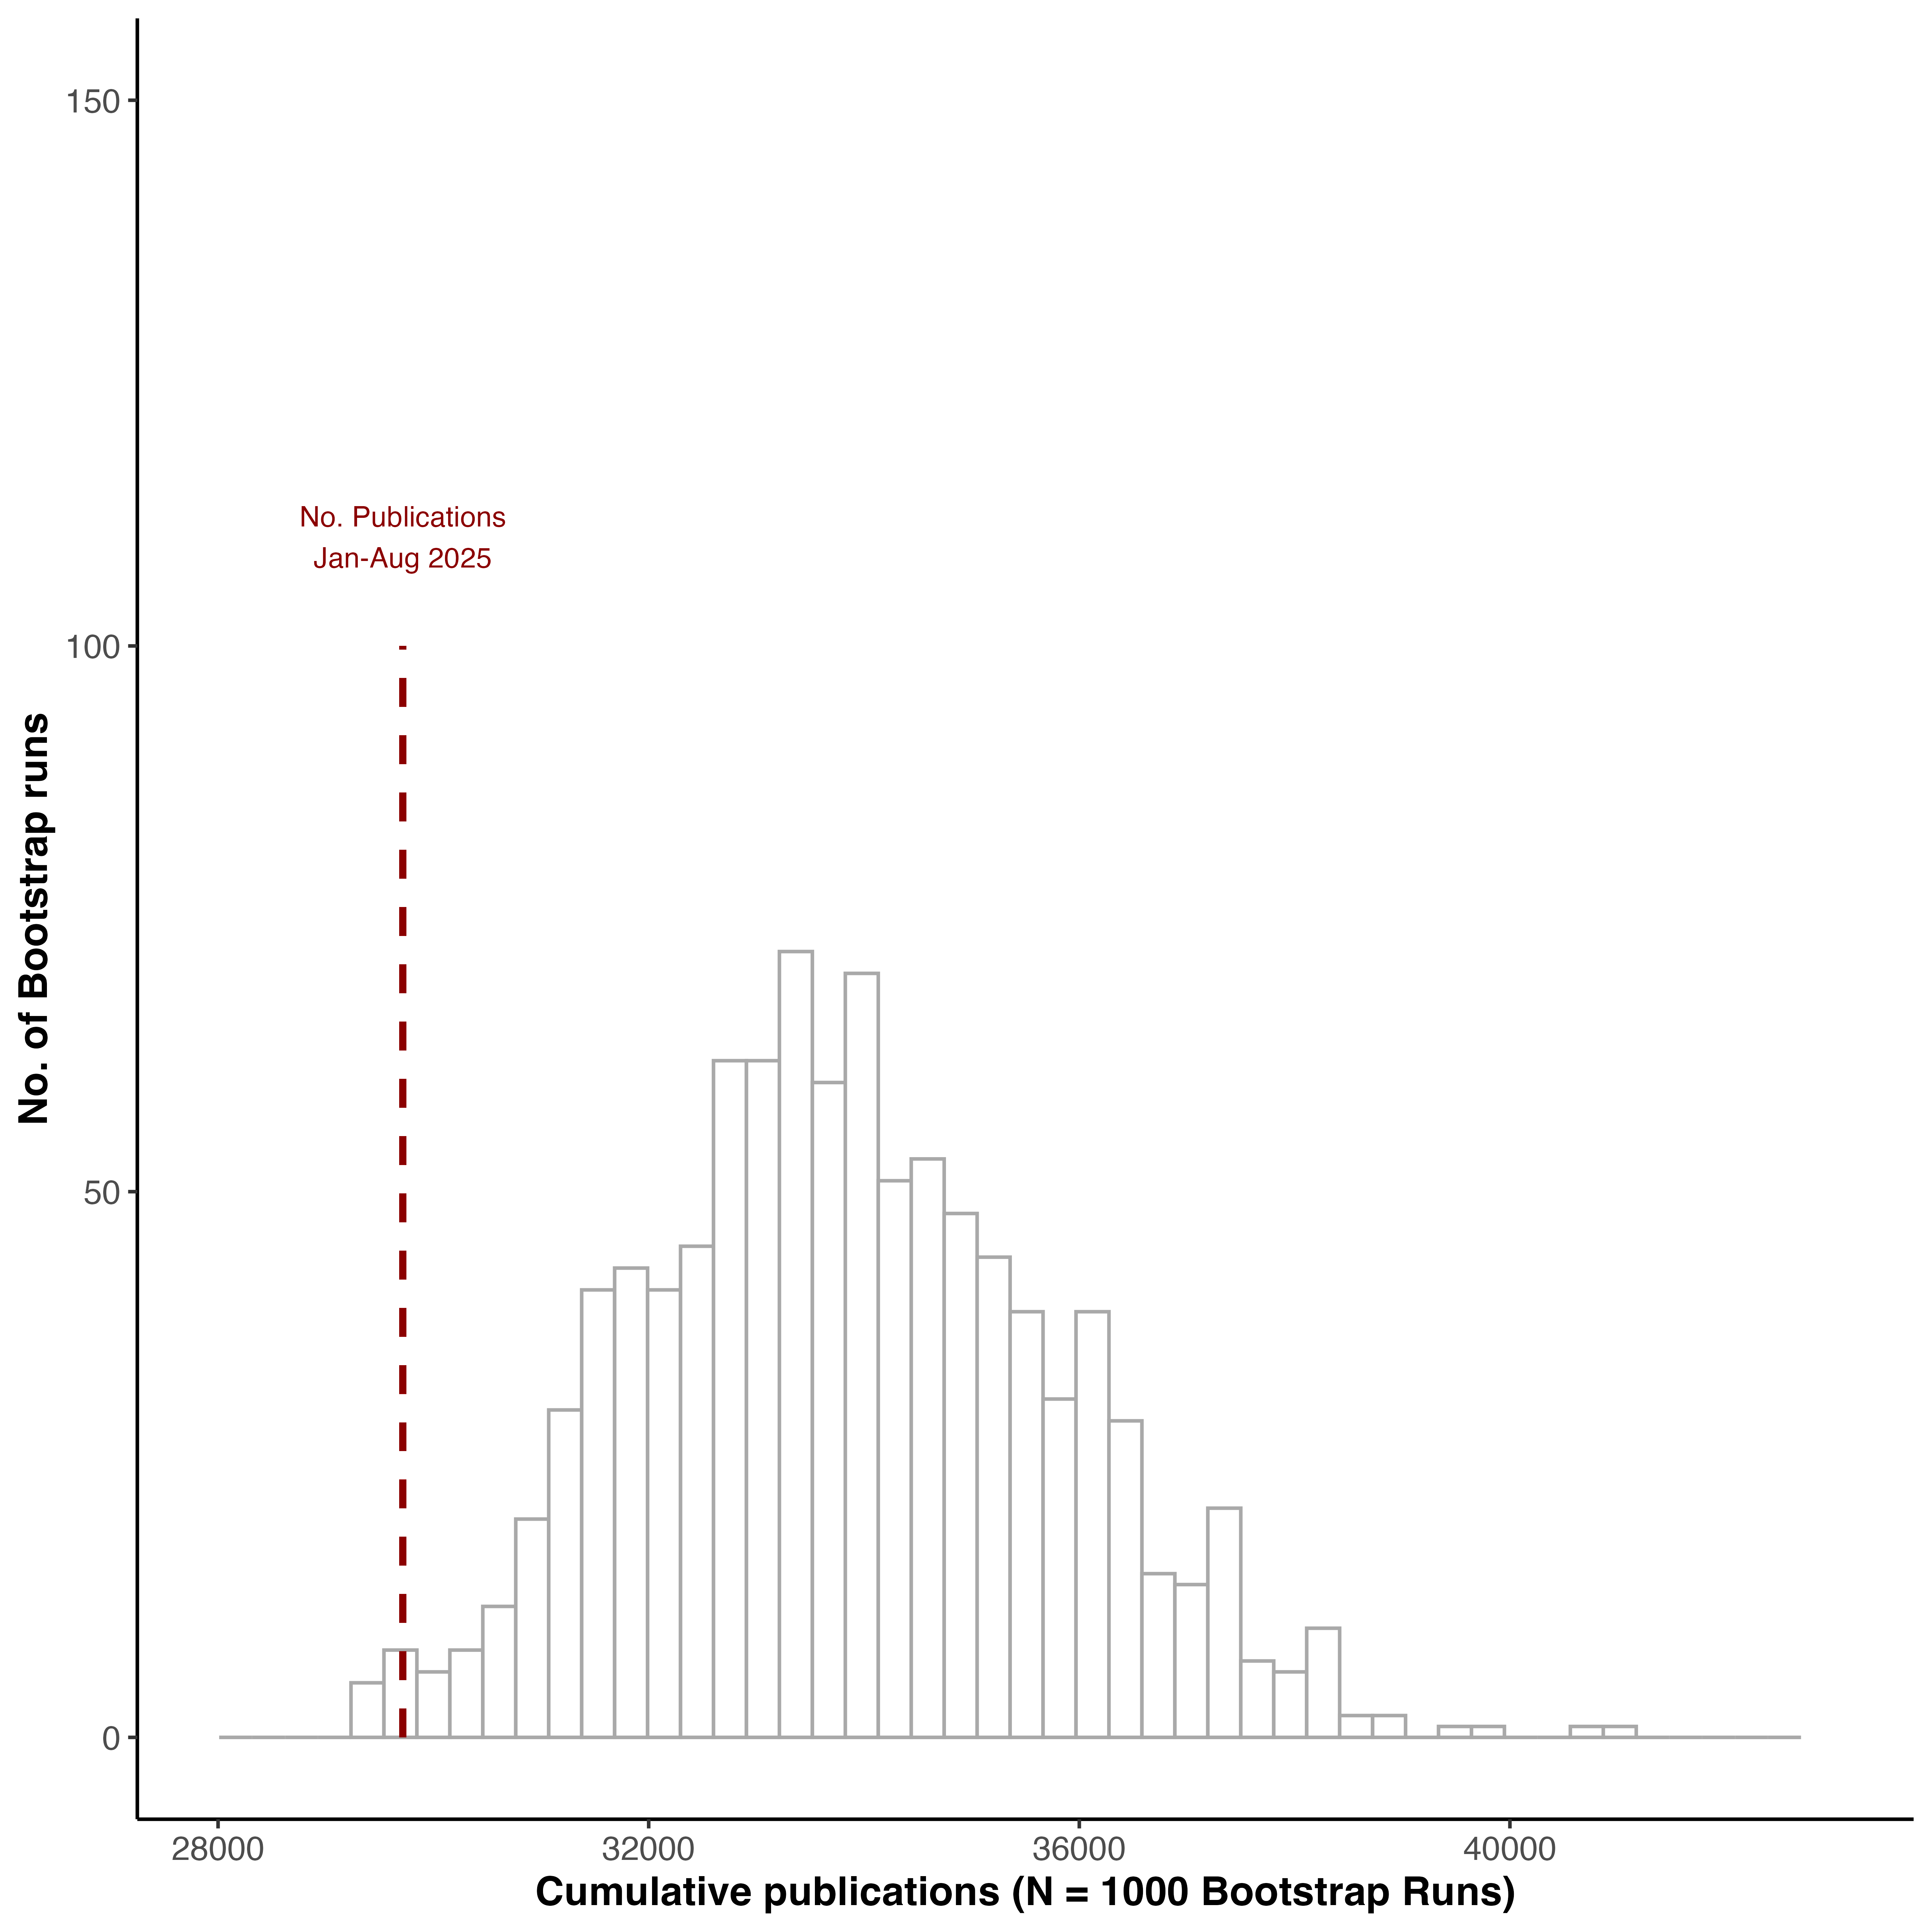 150
100
50
0
No. of Bootstrap runs
No. Publications
Jan-Aug 2025
28000 32000 36000 40000
Cumulative publications (N = 1000 Bootstrap Runs)